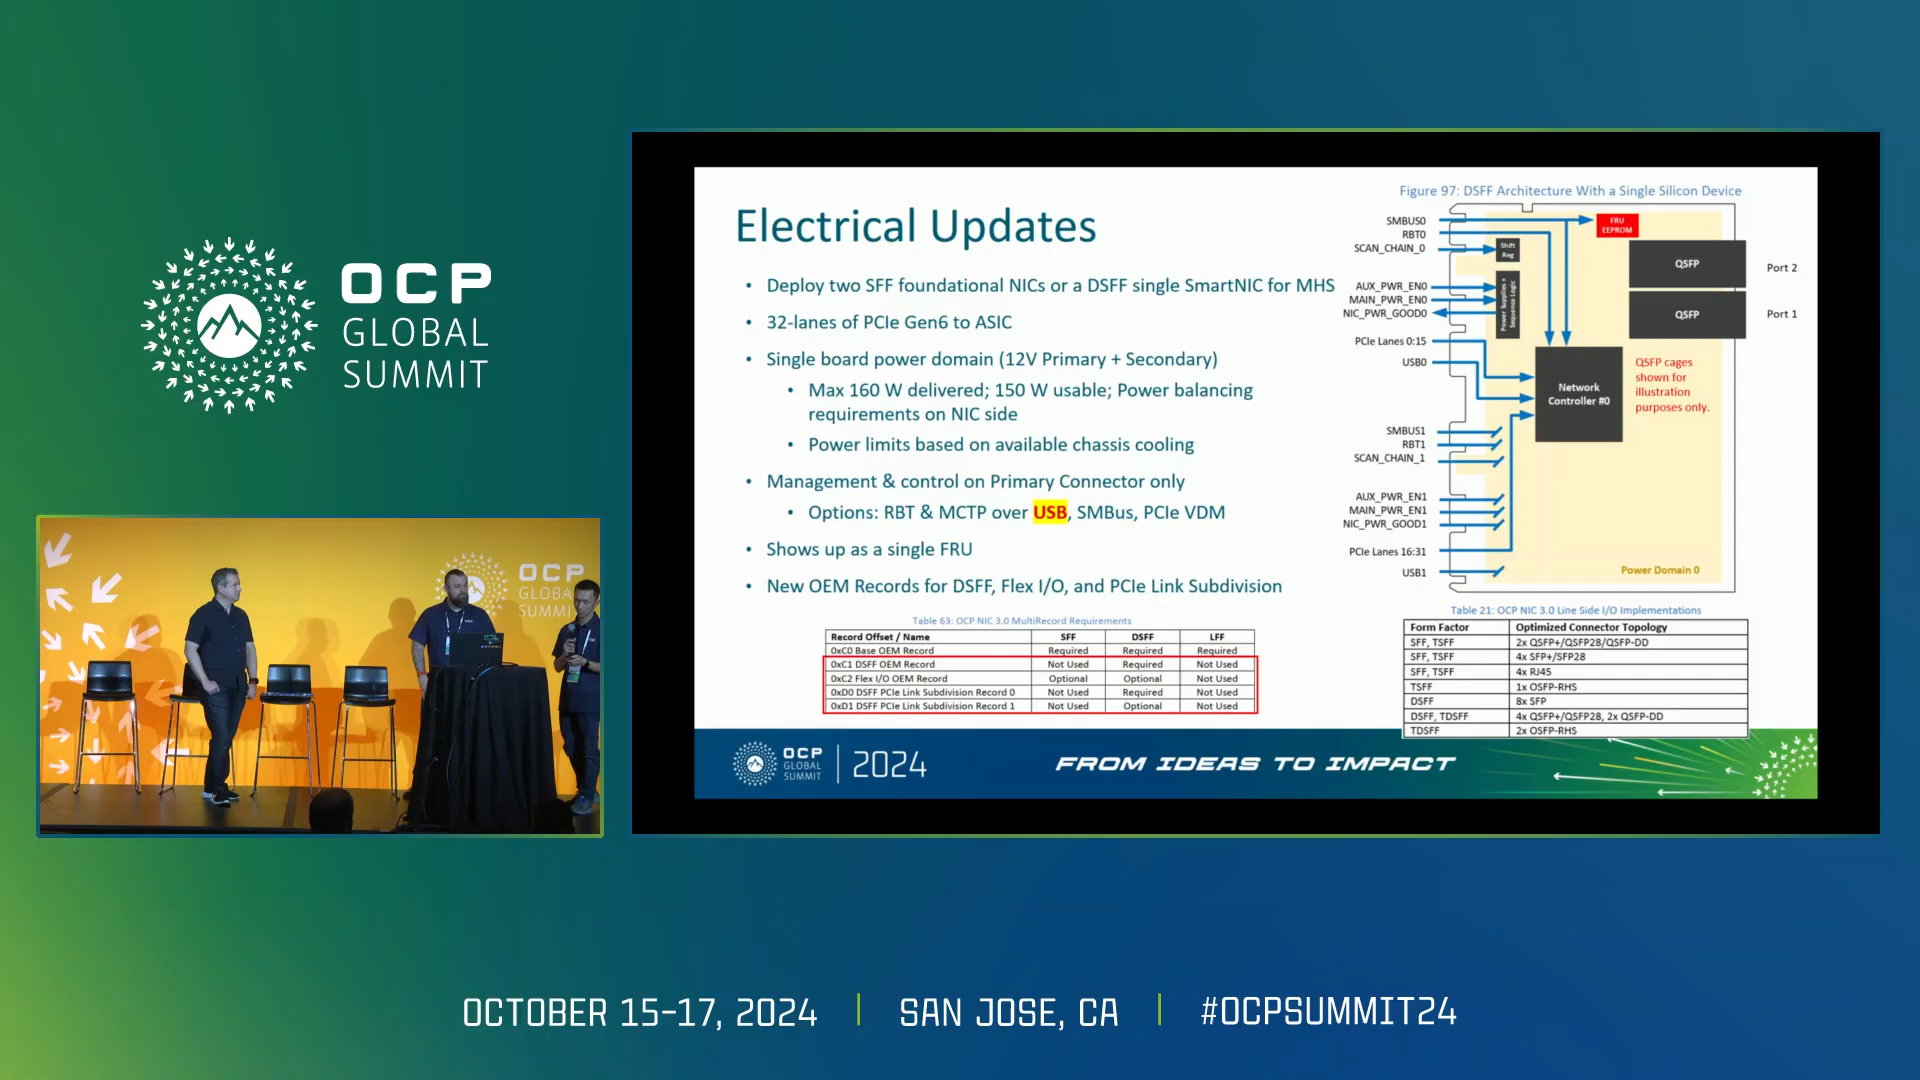 OCP
GLOBAL
SUMMIT
OCP
GLOBA
SUMMI
Electrical Updates
• Deploy two SFF foundational NICs or a DSFF single SmartNIC for MHS
• 32-lanes of PCIe Gen6 to ASIC
• Single board power domain (12V Primary + Secondary)
• Max 160 W delivered; 150 W usable; Power balancing
requirements on NIC side
• Power limits based on available chassis cooling
• Management & control on Primary Connector only
• Options: RBT & MCTP over USB, SMBus, PCIe VDM
• Shows up as a single FRU
• New OEM Records for DSFF, Flex I/O, and PCIe Link Subdivision
Table 63: OCP NIC 3.0 MultiRecord Requirements
Record Offset / Name SFF DSFF LFF
0xC0 Base OEM Record Required Required Required
0xC1 DSFF OEM Record Not Used Required Not Used
0xC2 Flex I/O OEM Record Optional Optional Not Used
0xD0 DSFF PCIe Link Subdivision Record 0 Not Used Required Not Used
0xD1 DSFF PCIe Link Subdivision Record 1 Not Used Optional Not Used
Figure 97: DSFF Architecture With a Single Silicon Device
SMBUS0
RBT0
SCAN_CHAIN_0
AUX_PWR_EN0
MAIN_PWR_EN0
NIC_PWR_GOOD0
PCIe Lanes 0:15
USB0
SMBUS1
RBT1
SCAN_CHAIN_1
AUX_PWR_EN1
MAIN_PWR_EN1
NIC_PWR_GOOD1
PCIe Lanes 16:31
USB1
Shift
Reg
Power Supplies +
Sequence Logic
FRU
EEPROM
QSFP
Port 2
QSFP
Port 1
Network
Controller #0
QSFP cages
shown for
illustration
purposes only.
Power Domain 0
Table 21: OCP NIC 3.0 Line Side I/O Implementations
Form Factor Optimized Connector Topology
SFF, TSFF 2x QSFP+/QSFP28/QSFP-DD
SFF, TSFF 4x SFP+/SFP28
SFF, TSFF 4x RJ45
TSFF 1x OSFP-RHS
DSFF 8x SFP
DSFF, TDSFF 4x QSFP+/QSFP28, 2x QSFP-DD
TDSFF 2x OSFP-RHS
OCP
GLOBAL
SUMMIT
2024
FROM IDEAS TO IMPACT
OCTOBER 15-17, 2024 | SAN JOSE, CA | #OCPSUMMIT24